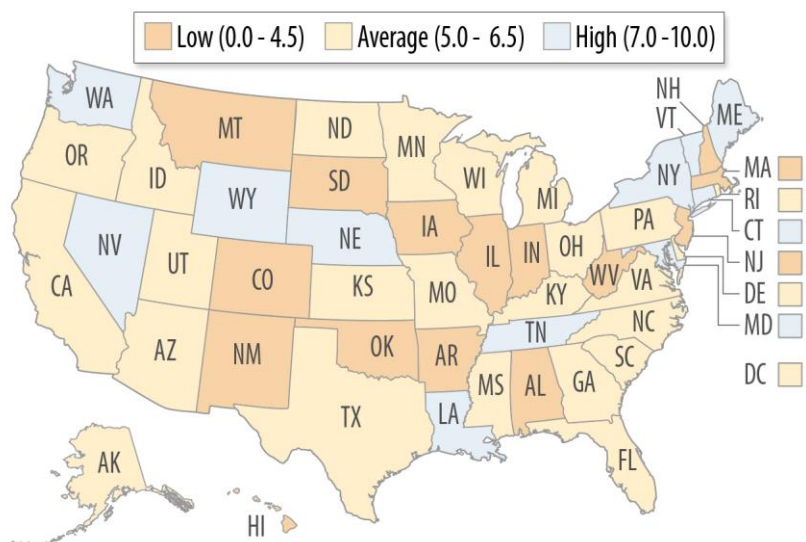 Low (0.0 - 4.5) Average (5.0 - 6.5) High (7.0 -10.0)
WA MT ND MN NH VT ME
OR ID SD WI MI NY MA
WY RI
NV NE IA PA CT
CA UT CO IL IN OH NJ
KS MO WV VA DE
KY NC MD
AZ NM OK AR TN SC DC
TX MS AL GA
LA
AK FL
HI